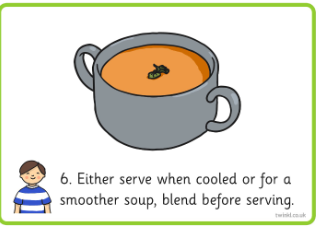 6. Either serve when cooled or for a
smoother soup, blend before serving.
twinkl.co.uk